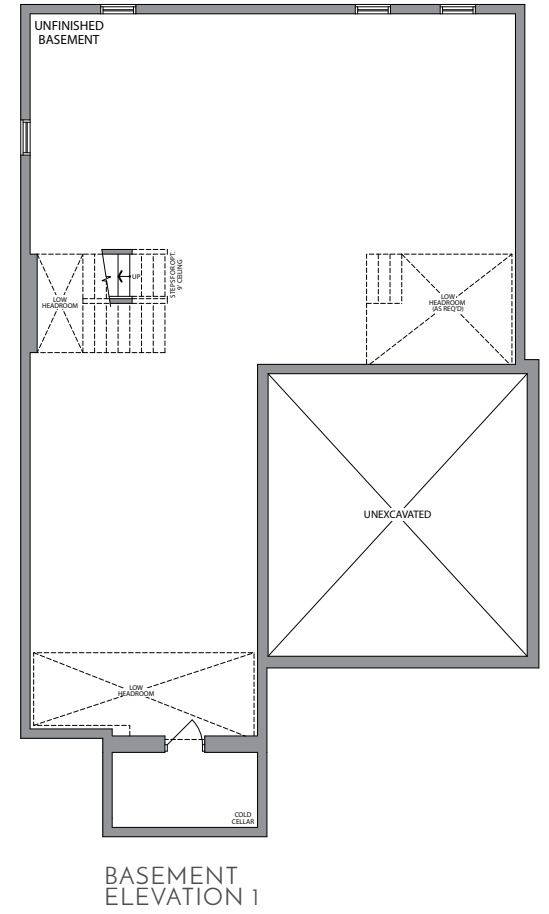 UNFINISHED
BASEMENT
UP
STEPS FOR OPT.
9' CEILING
LOW
HEADROOM
LOW
HEADROOM
(AS REQ'D)
UNEXCAVATED
LOW
HEADROOM
COLD
CELLAR
BASEMENT
ELEVATION 1